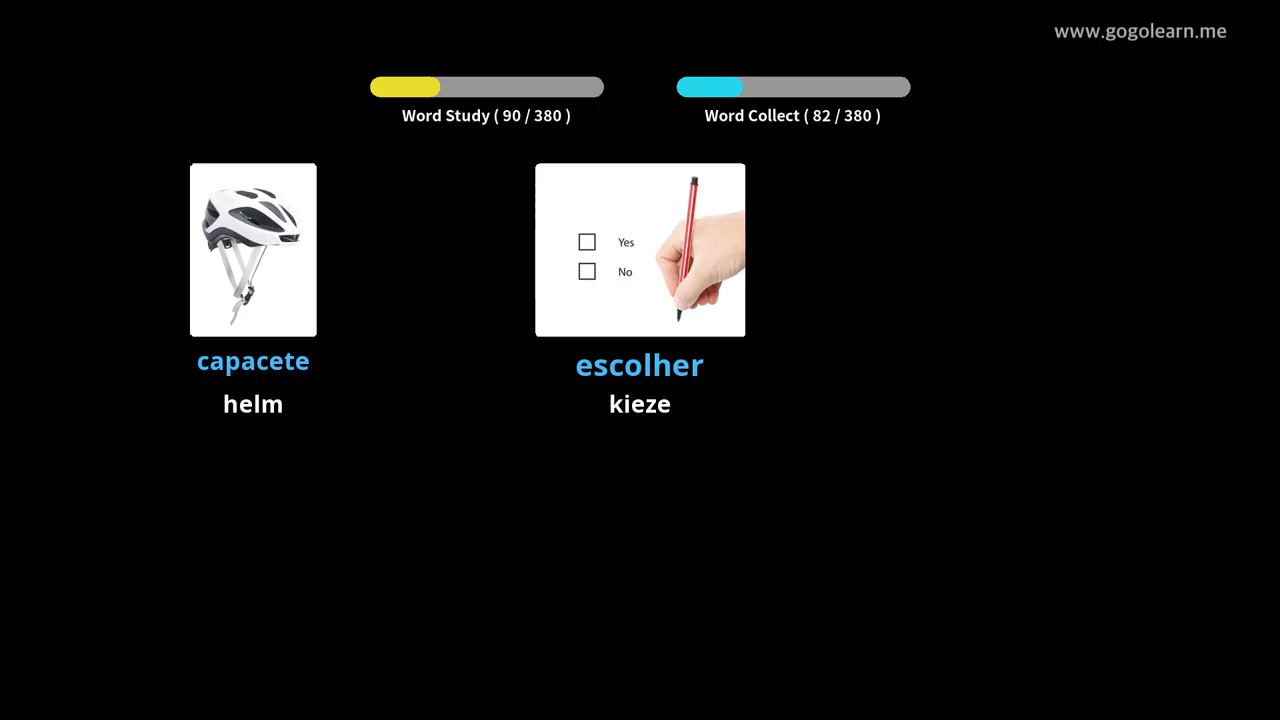 www.gogolearn.me
Word Study ( 90 / 380 )
Word Collect ( 82 / 380 )
Yes
No
capacete
helm
escolher
kieze